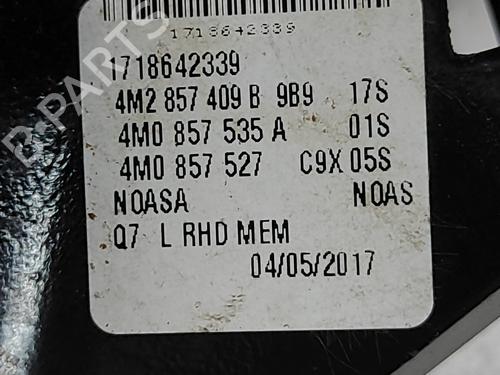 1718642339
1718642339
4M2 857 409 B 9B9 17S
4M0 857 535 A 01S
4M0 857 527 C9X 05S
NOASA NOAS
Q7 L RHD MEM
04/05/2017
B-PARTS